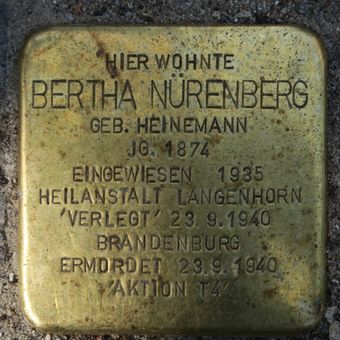 HIER WOHNTE
BERTHA NÜRENBERG
GEB. HEINEMANN
JG. 1874
EINGEWIESEN 1935
HEILANSTALT LANGENHORN
'VERLEGT' 23.9.1940
BRANDENBURG
ERMORDET 23.9.1940
'AKTION T4'